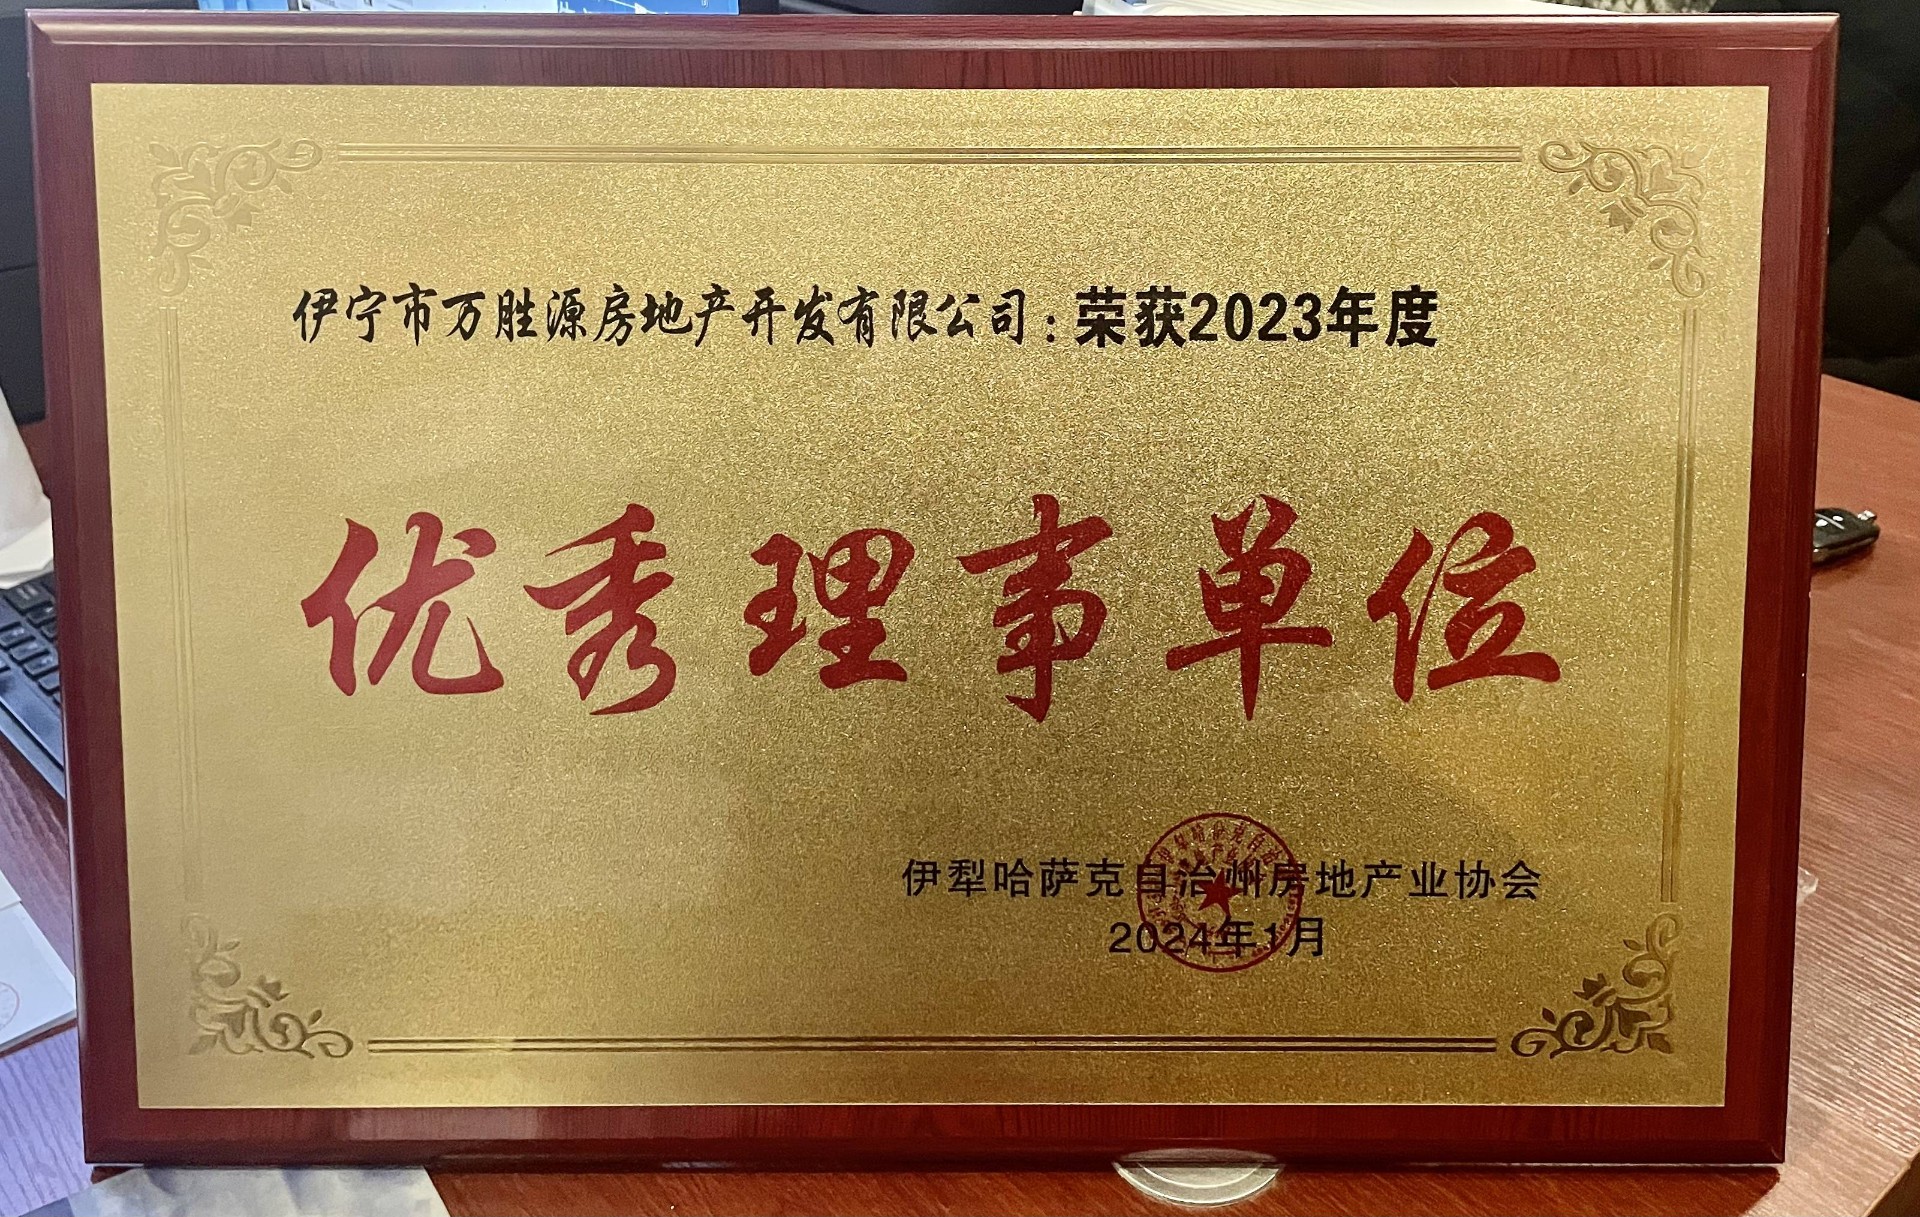 伊宁市万胜源房地产开发有限公司：荣获2023年度
优秀理事单位
伊犁哈萨克自治州房地产业协会
2024年1月